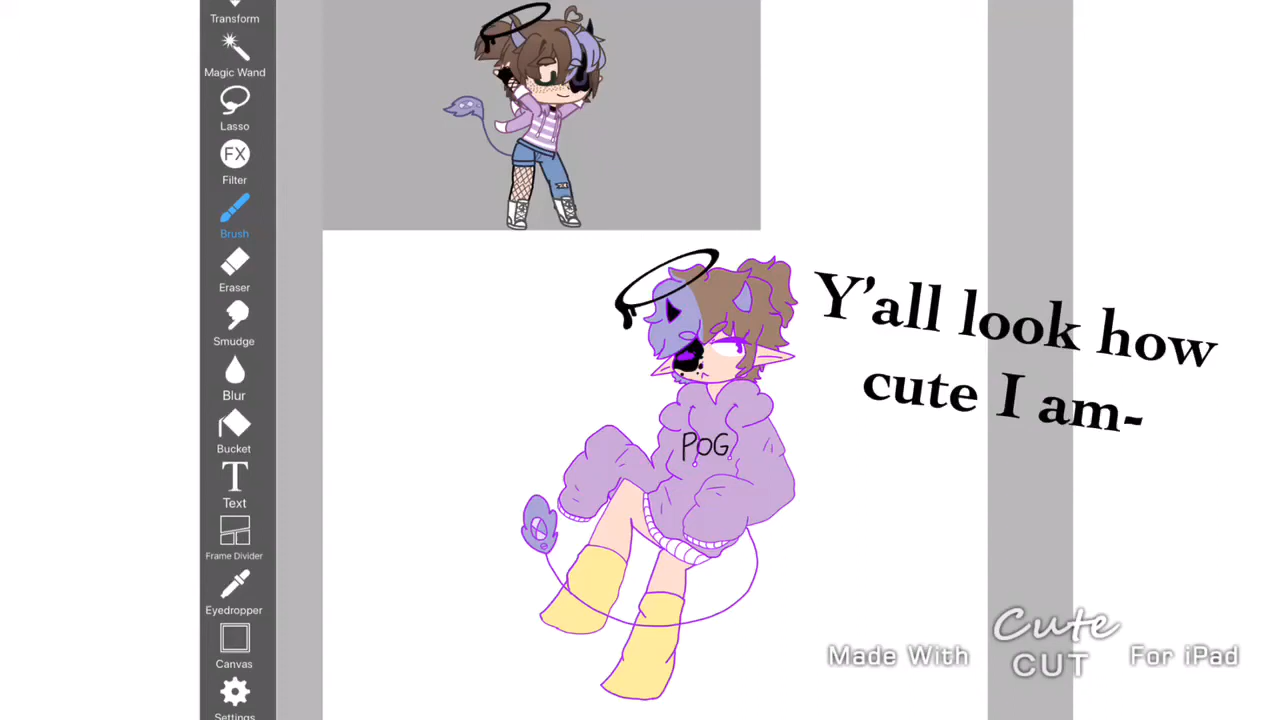 Transform
Magic Wand
Lasso
FX
Filter
Brush
Eraser
Smudge
Blur
Bucket
T
Text
Frame Divider
Eyedropper
Canvas
Settings
POG
Y'all look how
cute I am-
Made With Cute CUT For iPad